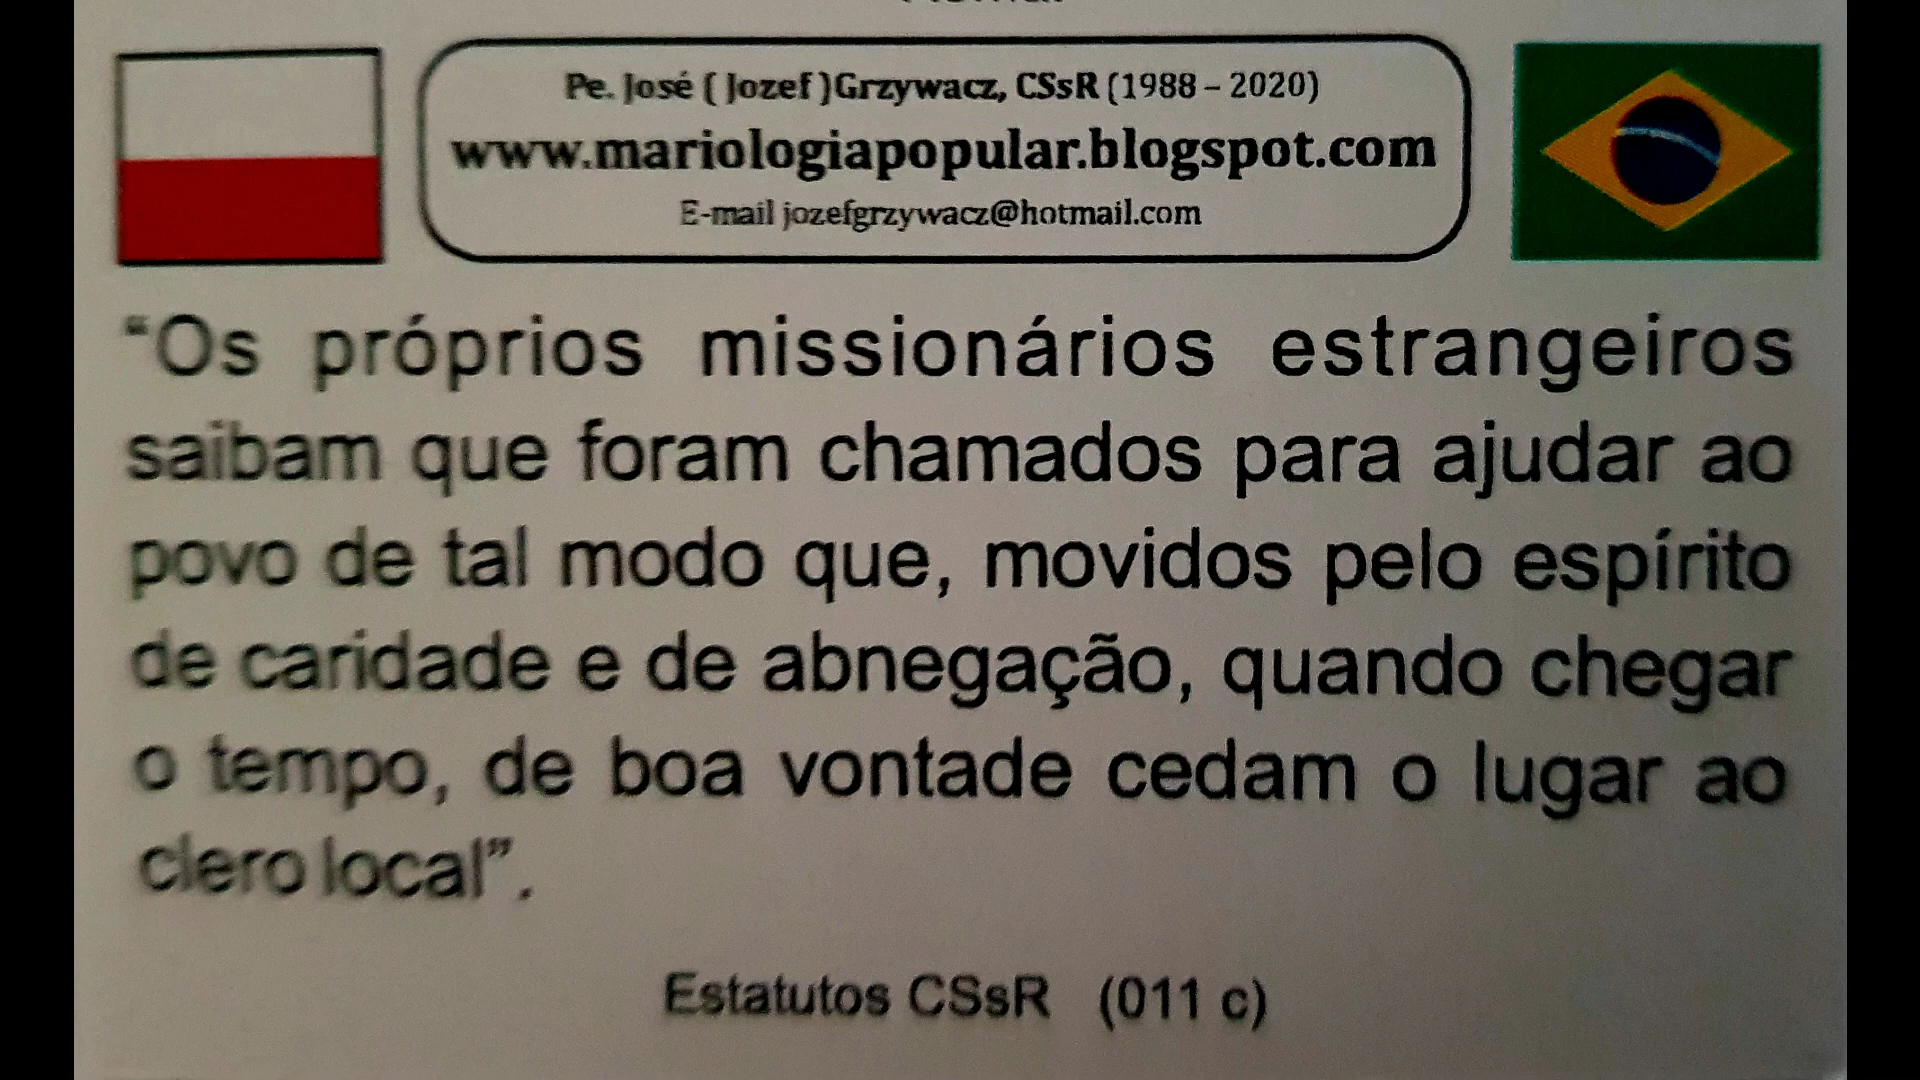 Pe. José ( Jozef )Grzywacz, CSsR (1988 – 2020)
www.mariologiapopular.blogspot.com
E-mail jozefgrzywacz@hotmail.com
“Os próprios missionários estrangeiros
saibam que foram chamados para ajudar ao
povo de tal modo que, movidos pelo espírito
de caridade e de abnegação, quando chegar
o tempo, de boa vontade cedam o lugar ao
clero local”.
Estatutos CSsR (011 c)